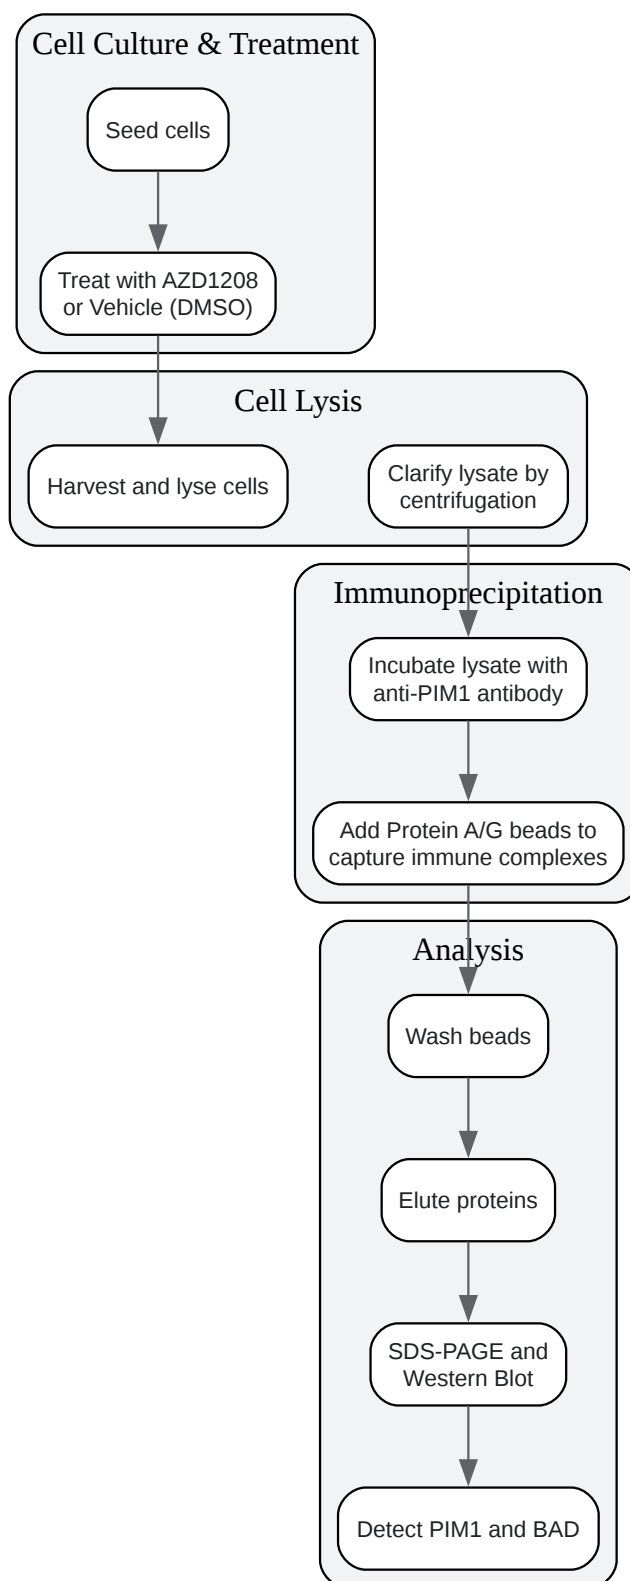 Cell Culture & Treatment
Seed cells
Treat with AZD1208
or Vehicle (DMSO)
Cell Lysis
Harvest and lyse cells
Clarify lysate by
centrifugation
Immunoprecipitation
Incubate lysate with
anti-PIM1 antibody
Add Protein A/G beads to
capture immune complexes
Analysis
Wash beads
Elute proteins
SDS-PAGE and
Western Blot
Detect PIM1 and BAD